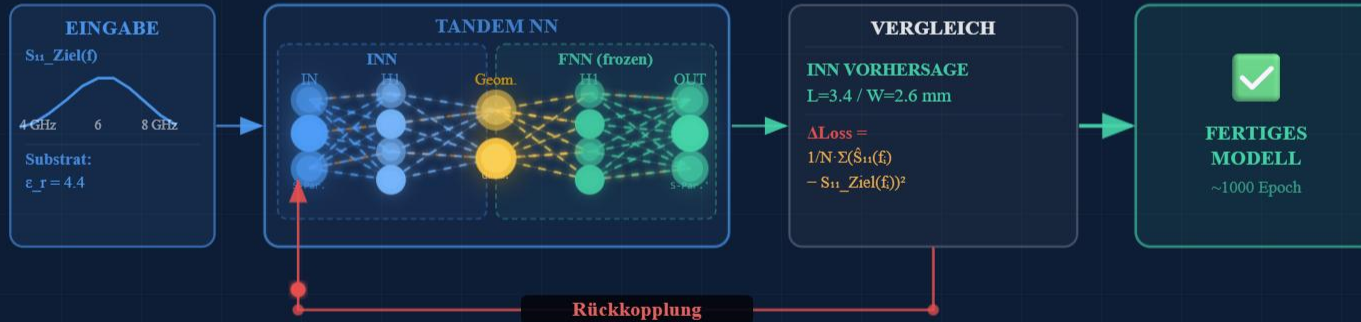 EINGABE
S₁₁_Ziel(f)
4 GHz 6 8 GHz
Substrat:
ε_r = 4.4
TANDEM NN
INN
FNN (frozen)
IN
H1
Geom.
H1
OUT
INN
VERGLEICH
INN VORHERSAGE
L=3.4 / W=2.6 mm
ΔLoss =
1/N·Σ(Ŝ₁₁(fᵢ)
− S₁₁_Ziel(fᵢ))²
FERTIGES
MODELL
~1000 Epoch
Rückkopplung